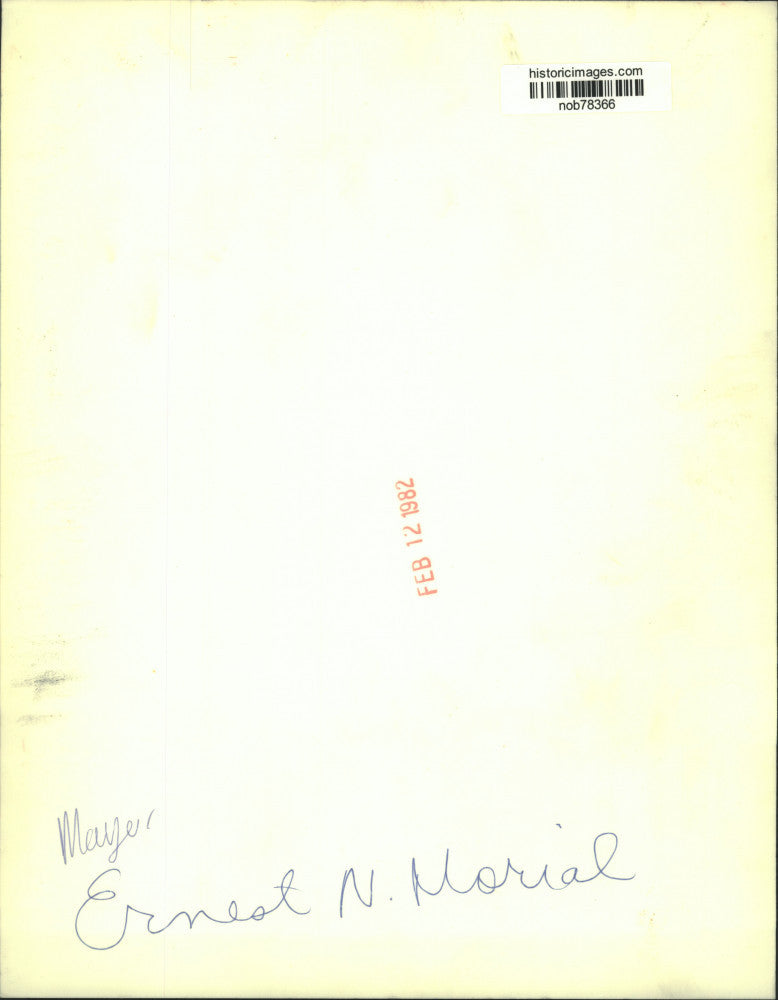 historicimages.com
nob78366
FEB 12 1982
Mayor
Ernest N. Morial